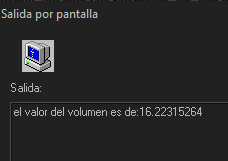 Salida por pantalla
Salida:
el valor del volumen es de:16.22315264